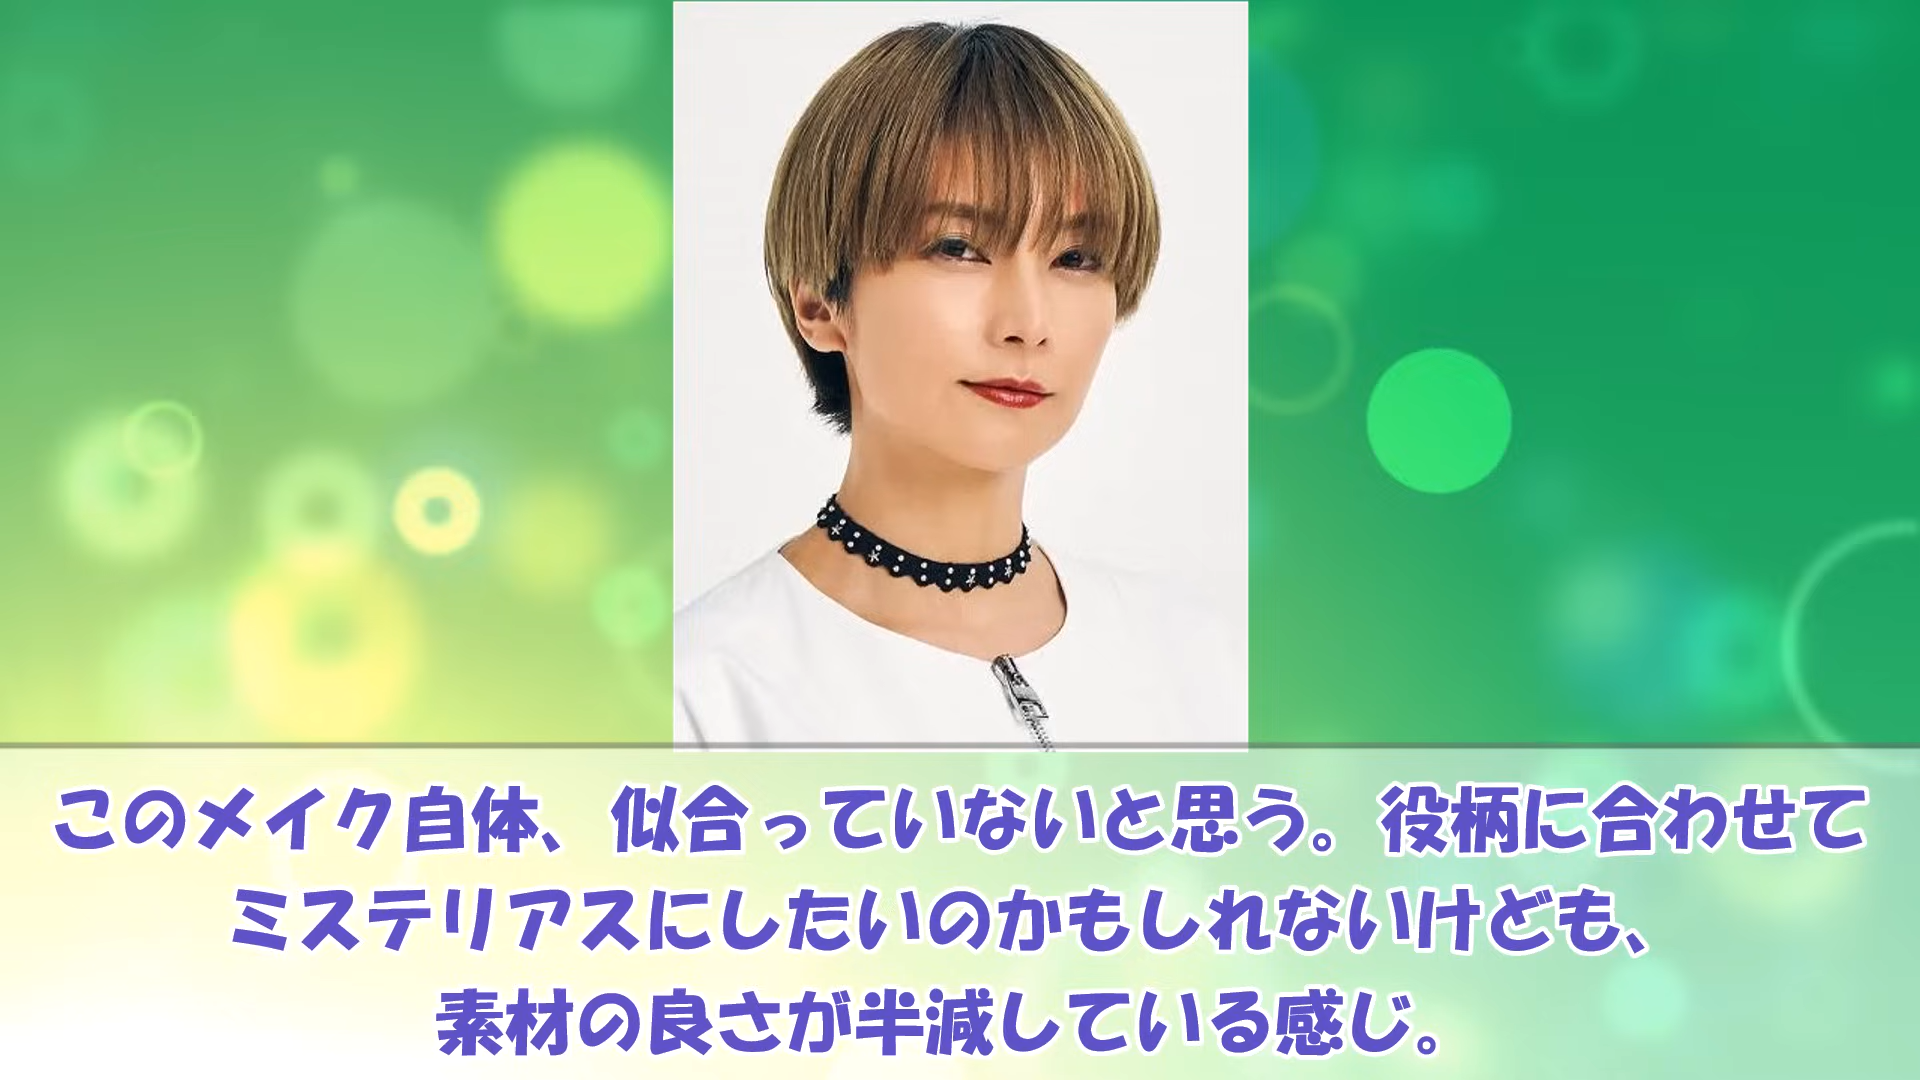 このメイク自体、似合っていないと思う。役柄に合わせて
ミステリアスにしたいのかもしれないけども、
素材の良さが半減している感じ。